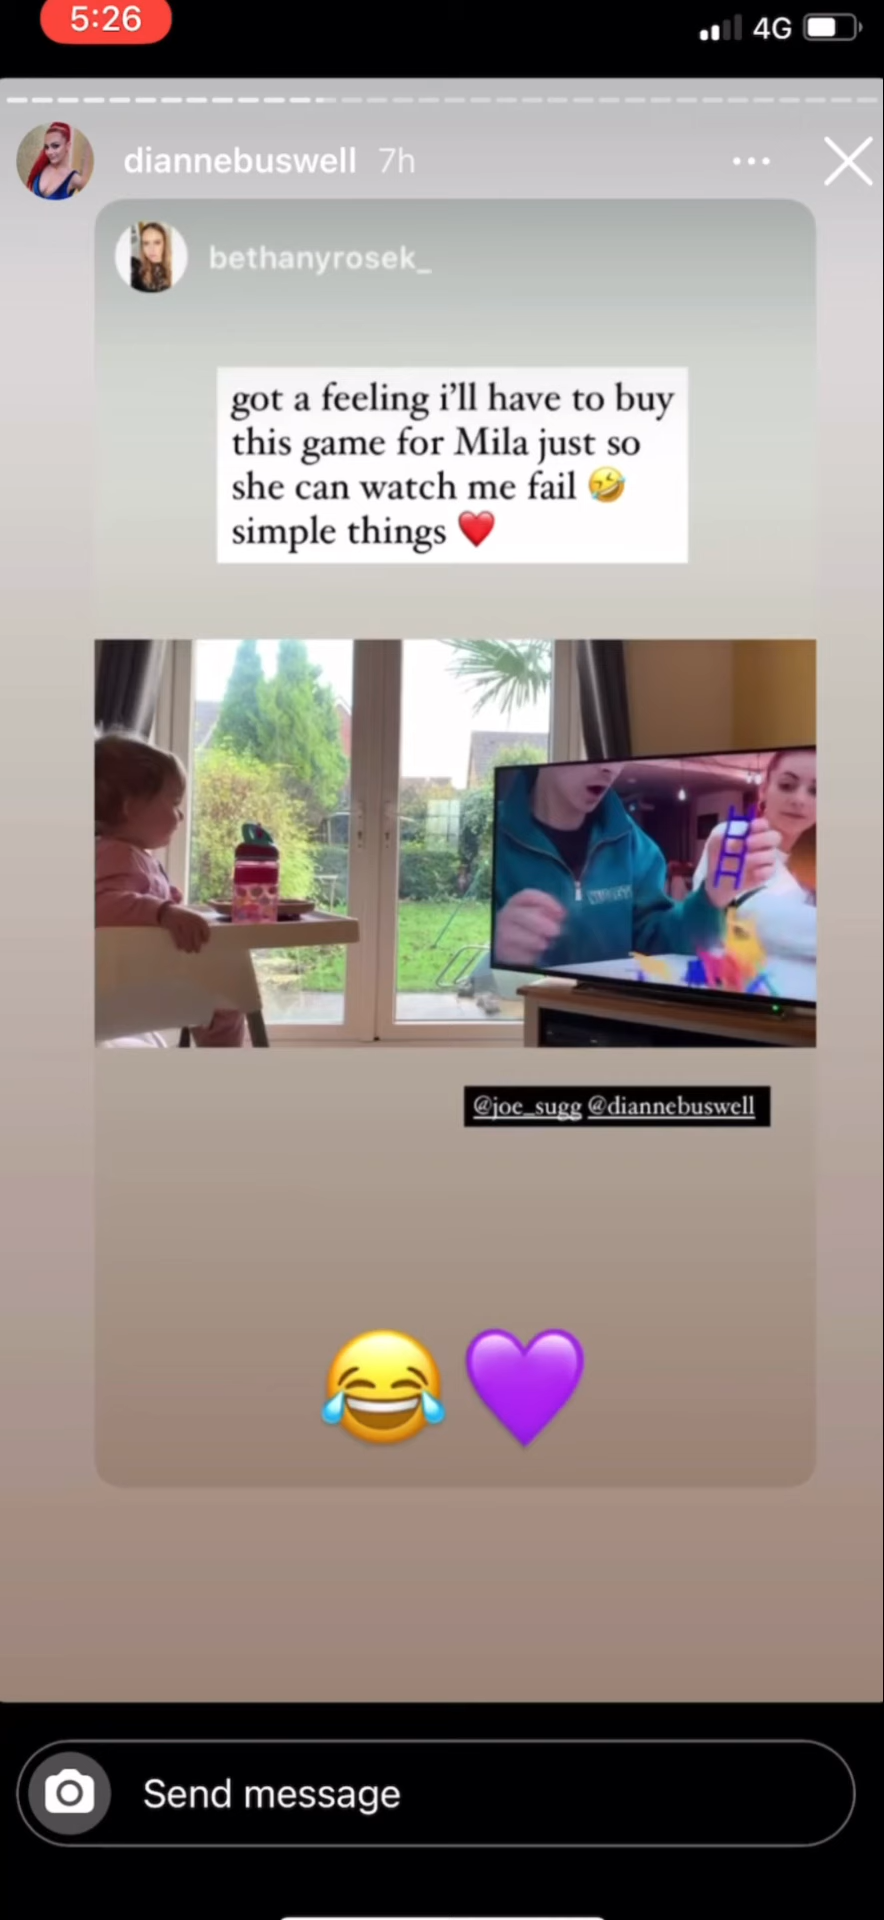 5:26
4G
diannebuswell 7h
bethanyrosek_
got a feeling i’ll have to buy
this game for Mila just so
she can watch me fail 🤣
simple things ❤️
@joe_sugg @diannebuswell
😂💜
Send message